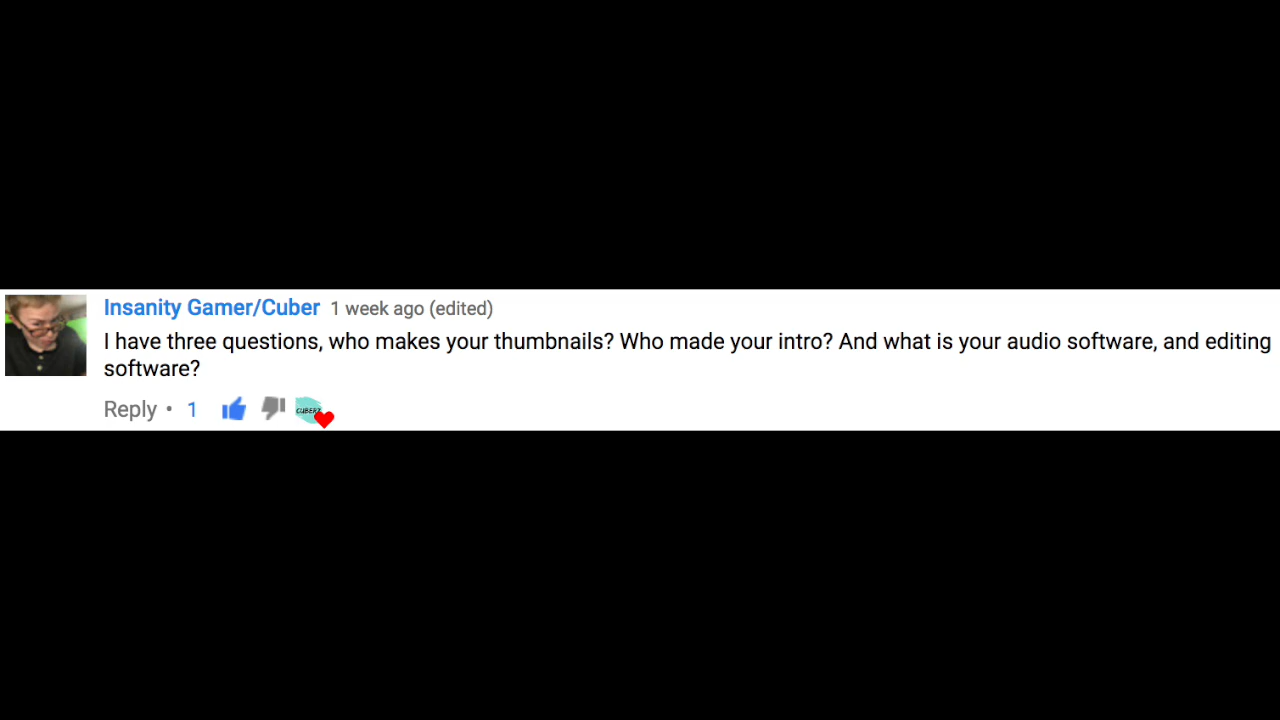 Insanity Gamer/Cuber 1 week ago (edited)
I have three questions, who makes your thumbnails? Who made your intro? And what is your audio software, and editing
software?
Reply • 1 CUBERZ